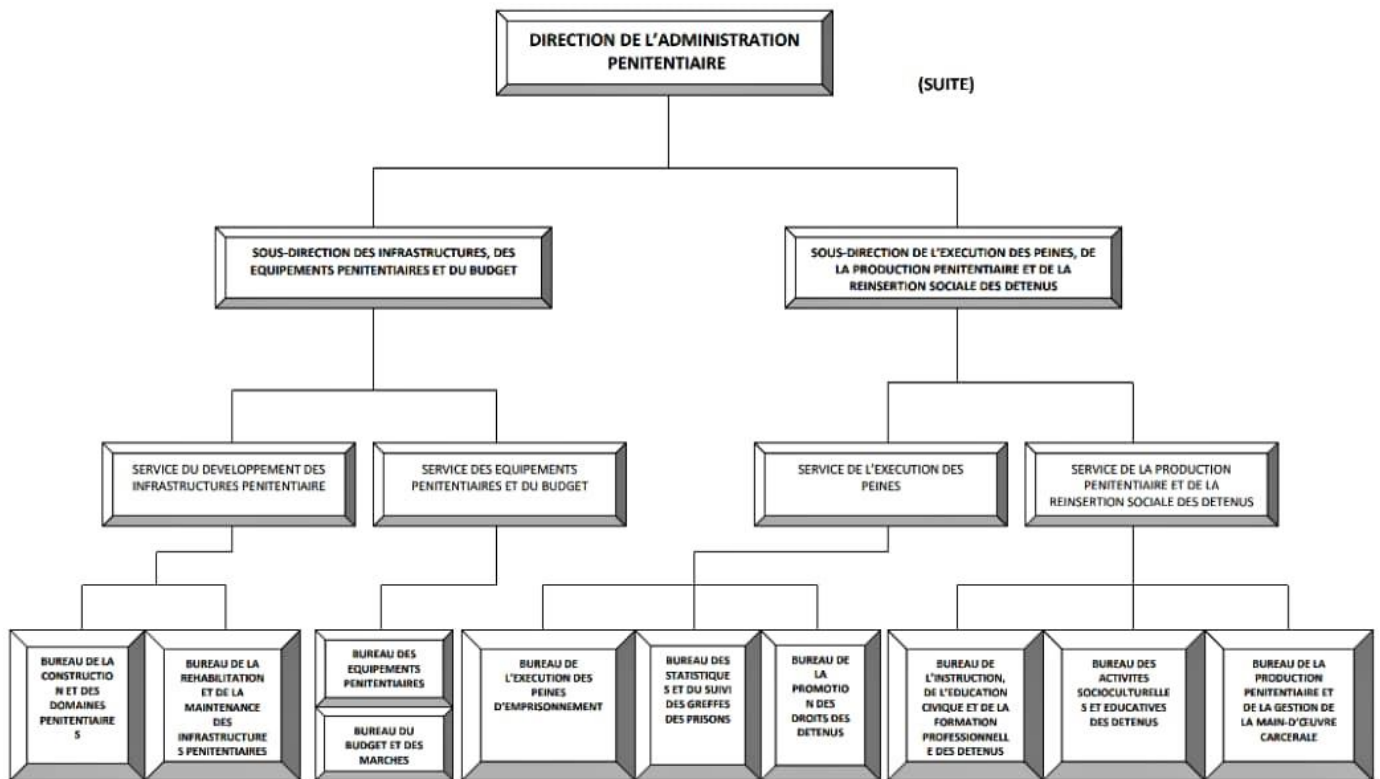 DIRECTION DE L'ADMINISTRATION
PENITENTIAIRE
(SUITE)
SOUS-DIRECTION DES INFRASTRUCTURES, DES
EQUIPEMENTS PENITENTIAIRES ET DU BUDGET
SOUS-DIRECTION DE L'EXECUTION DES PEINES, DE
LA PRODUCTION PENITENTIAIRE ET DE LA
REINSERTION SOCIALE DES DETENUS
SERVICE DU DEVELOPPEMENT DES
INFRASTRUCTURES PENITENTIAIRE
SERVICE DES EQUIPEMENTS
PENITENTIAIRES ET DU BUDGET
SERVICE DE L'EXECUTION DES
PEINES
SERVICE DE LA PRODUCTION
PENITENTIAIRE ET DE LA
REINSERTION SOCIALE DES DETENUS
BUREAU DE LA
CONSTRUCTIO
N ET DES
DOMAINES
PENITENTIAIRE
S
BUREAU DE LA
REHABILITATION
ET DE LA
MAINTENANCE
DES
INFRASTRUCTURE
S PENITENTIAIRES
BUREAU DES
EQUIPEMENTS
PENITENTIAIRES
BUREAU DU
BUDGET ET DES
MARCHES
BUREAU DE
L'EXECUTION DES
PEINES
D'EMPRISONNEMENT
BUREAU DES
STATISTIQUE
S ET DU SUIVI
DES GREFFES
DES PRISONS
BUREAU DE
LA
PROMOTIO
N DES
DROITS DES
DETENUS
BUREAU DE
L'INSTRUCTION,
DE L'EDUCATION
CIVIQUE ET DE LA
FORMATION
PROFESSIONNELL
E DES DETENUS
BUREAU DES
ACTIVITES
SOCIOCULTURELLE
S ET EDUCATIVES
DES DETENUS
BUREAU DE LA
PRODUCTION
PENITENTIAIRE ET
DE LA GESTION DE
LA MAIN-D'ŒUVRE
CARCERALE